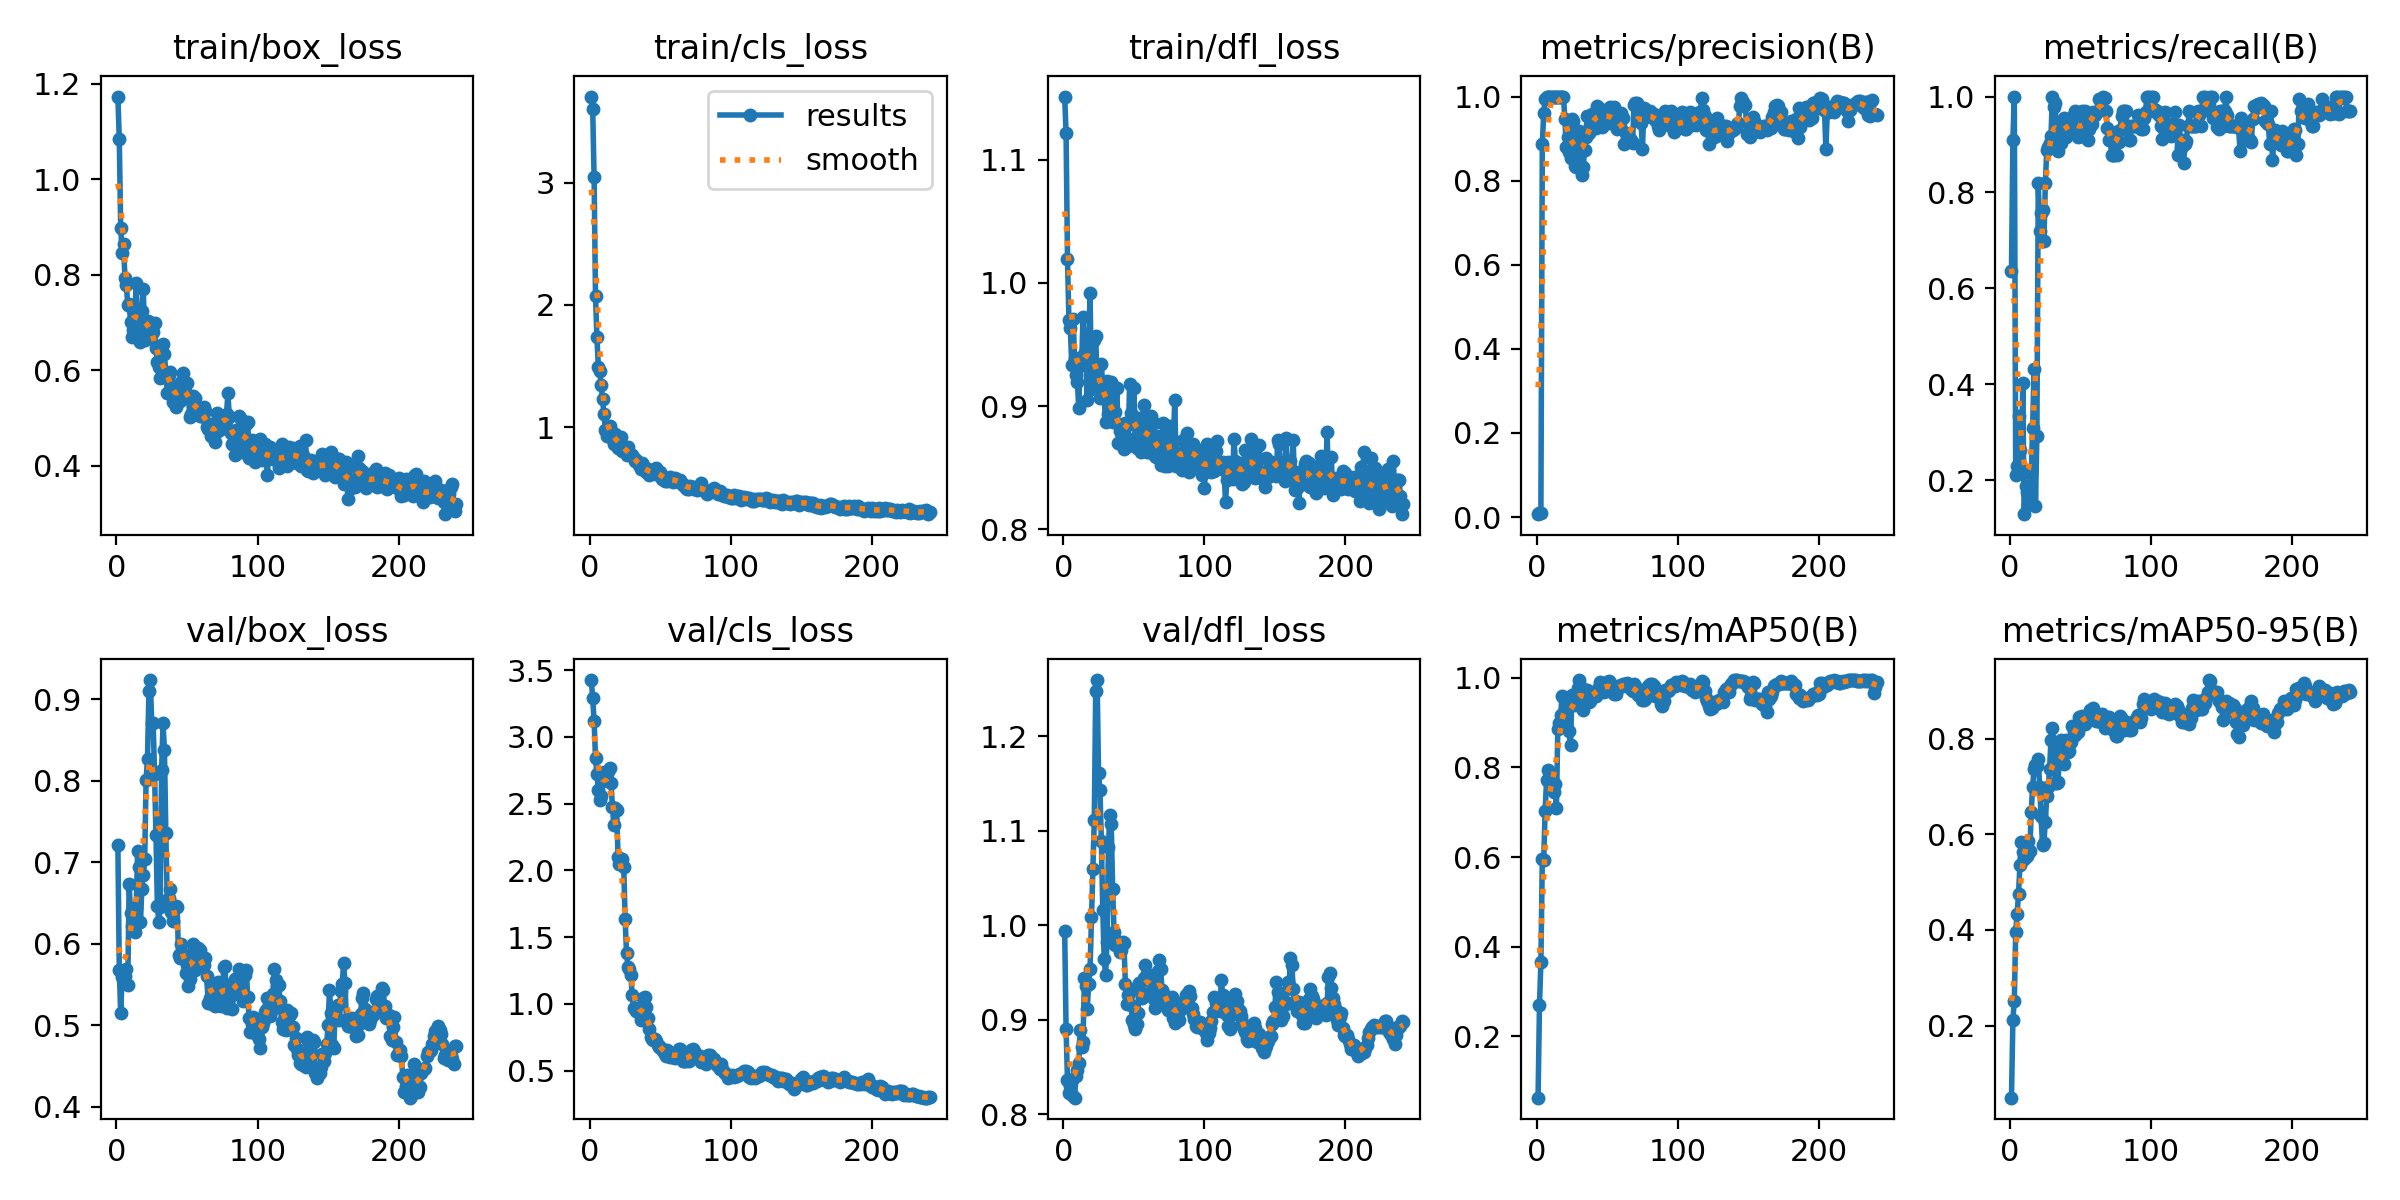 train/box_loss
1.2
1.0
0.8
0.6
0.4
0 100 200
train/cls_loss
results
smooth
3
2
1
0 100 200
train/dfl_loss
1.1
1.0
0.9
0.8
0 100 200
metrics/precision(B)
1.0
0.8
0.6
0.4
0.2
0.0
0 100 200
metrics/recall(B)
1.0
0.8
0.6
0.4
0.2
0 100 200
val/box_loss
0.9
0.8
0.7
0.6
0.5
0.4
0 100 200
val/cls_loss
3.5
3.0
2.5
2.0
1.5
1.0
0.5
0 100 200
val/dfl_loss
1.2
1.1
1.0
0.9
0.8
0 100 200
metrics/mAP50(B)
1.0
0.8
0.6
0.4
0.2
0 100 200
metrics/mAP50-95(B)
0.8
0.6
0.4
0.2
0 100 200